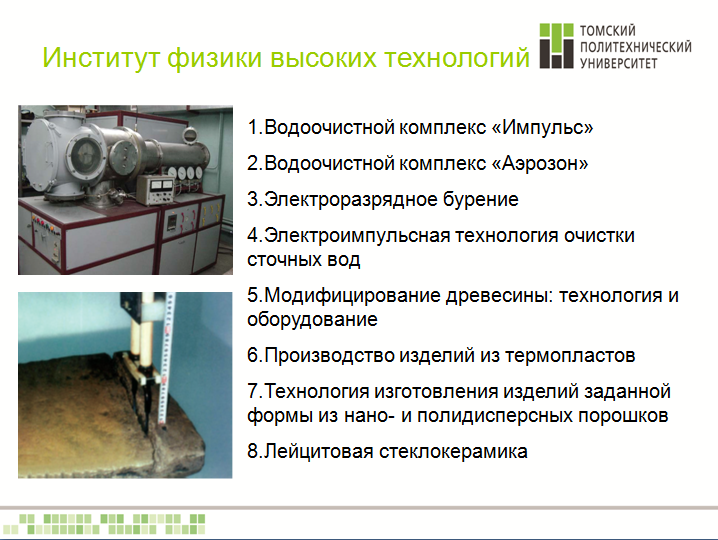 Институт физики высоких технологий
ТОМСКИЙ
ПОЛИТЕХНИЧЕСКИЙ
УНИВЕРСИТЕТ
1.Водоочистной комплекс «Импульс»
2.Водоочистной комплекс «Аэрозон»
3.Электроразрядное бурение
4.Электроимпульсная технология очистки
сточных вод
5.Модифицирование древесины: технология и
оборудование
6.Производство изделий из термопластов
7.Технология изготовления изделий заданной
формы из нано- и полидисперсных порошков
8.Лейцитовая стеклокерамика